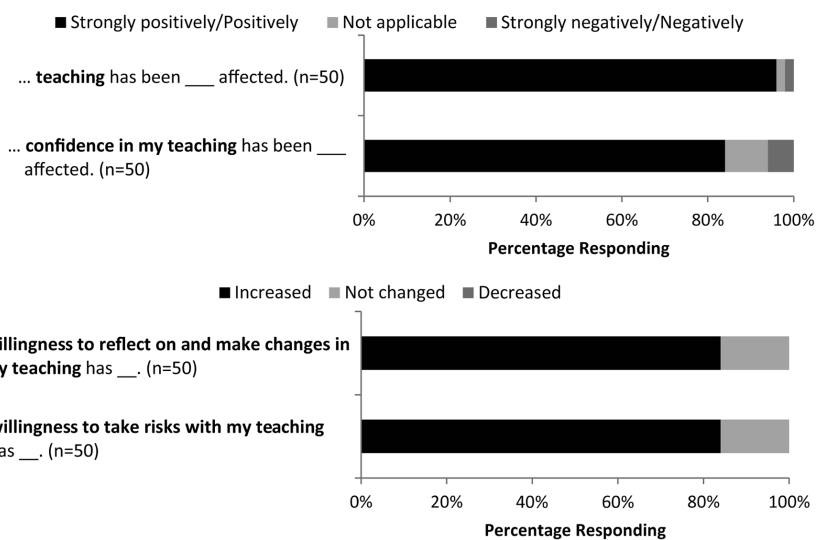 Strongly positively/Positively Not applicable Strongly negatively/Negatively
... teaching has been ___ affected. (n=50)
... confidence in my teaching has been ___
affected. (n=50)
0% 20% 40% 60% 80% 100%
Percentage Responding
Increased Not changed Decreased
illingness to reflect on and make changes in
y teaching has __. (n=50)
illingness to take risks with my teaching
as __. (n=50)
0% 20% 40% 60% 80% 100%
Percentage Responding